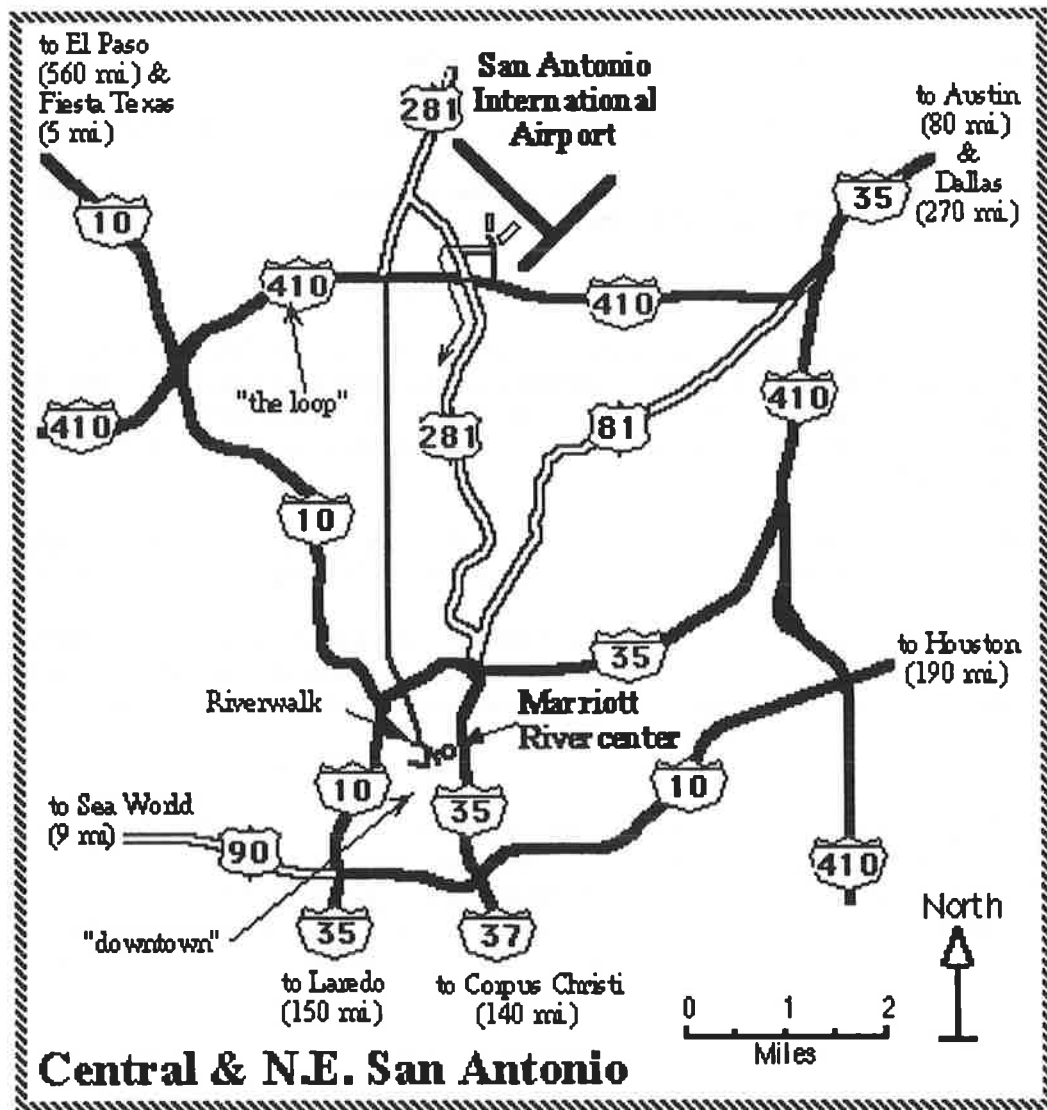 to El Paso
(560 mi.) &
Fiesta Texas
(5 mi.)
281
San Antonio
International
Airport
to Austin
(80 mi.)
&
Dallas
(270 mi.)
35
10
410
410
"the loop"
410
410
281
81
10
35
to Houston
(190 mi.)
Riverwalk
Marriott
River center
10
35
10
to Sea World
(9 mi.)
90
410
"downtown"
35
37
North
to Laredo
(150 mi.)
to Corpus Christi
(140 mi.)
0 1 2
Miles
Central & N.E. San Antonio